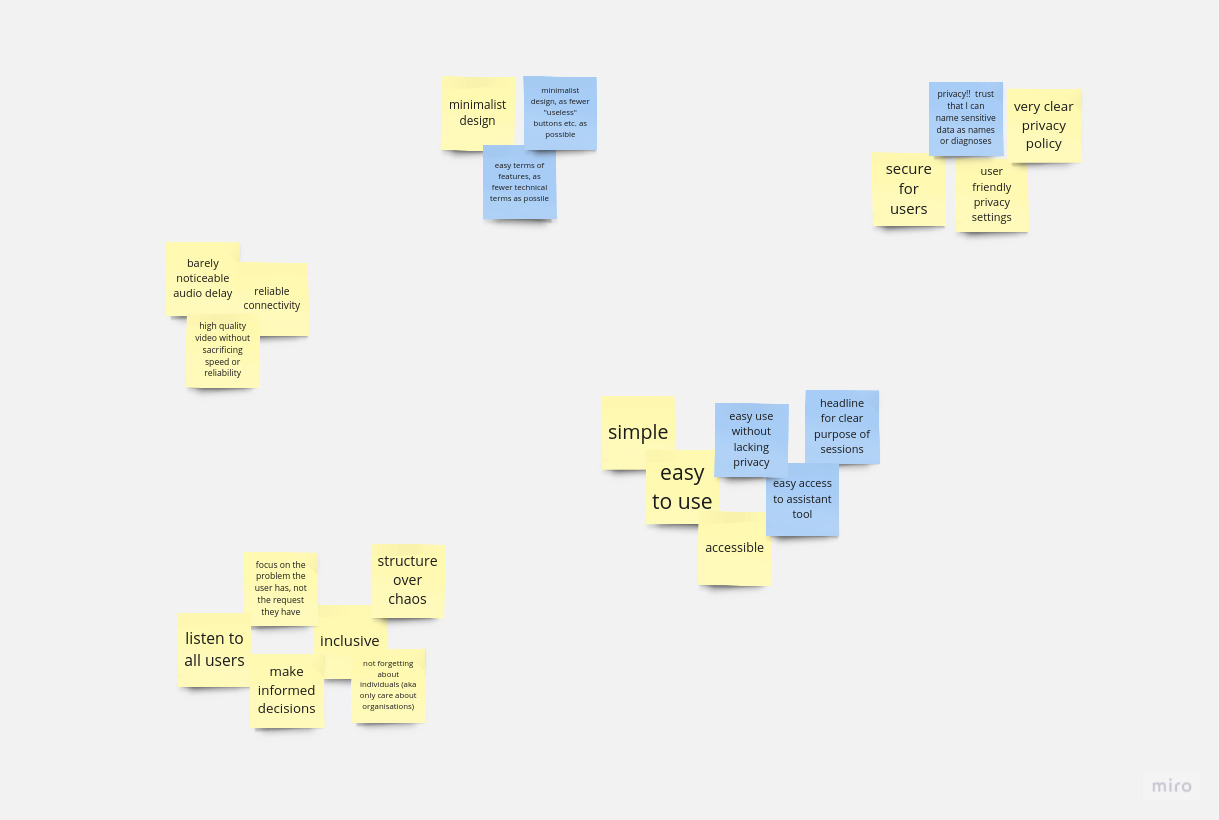 minimalist
design
minimalist
design, as fewer
"useless"
buttons etc. as
possible
easy terms of
features, as
fewer technical
terms as possile
privacy!! trust
that I can
name sensitive
data as names
or diagnoses
very clear
privacy
policy
secure
for
users
user
friendly
privacy
settings
barely
noticeable
audio delay
reliable
connectivity
high quality
video without
sacrificing
speed or
reliability
simple
easy
to use
easy use
without
lacking
privacy
headline
for clear
purpose of
sessions
easy access
to assistant
tool
accessible
focus on the
problem the
user has, not
the request
they have
structure
over
chaos
listen to
all users
inclusive
make
informed
decisions
not forgetting
about
individuals (aka
only care about
organisations)
miro